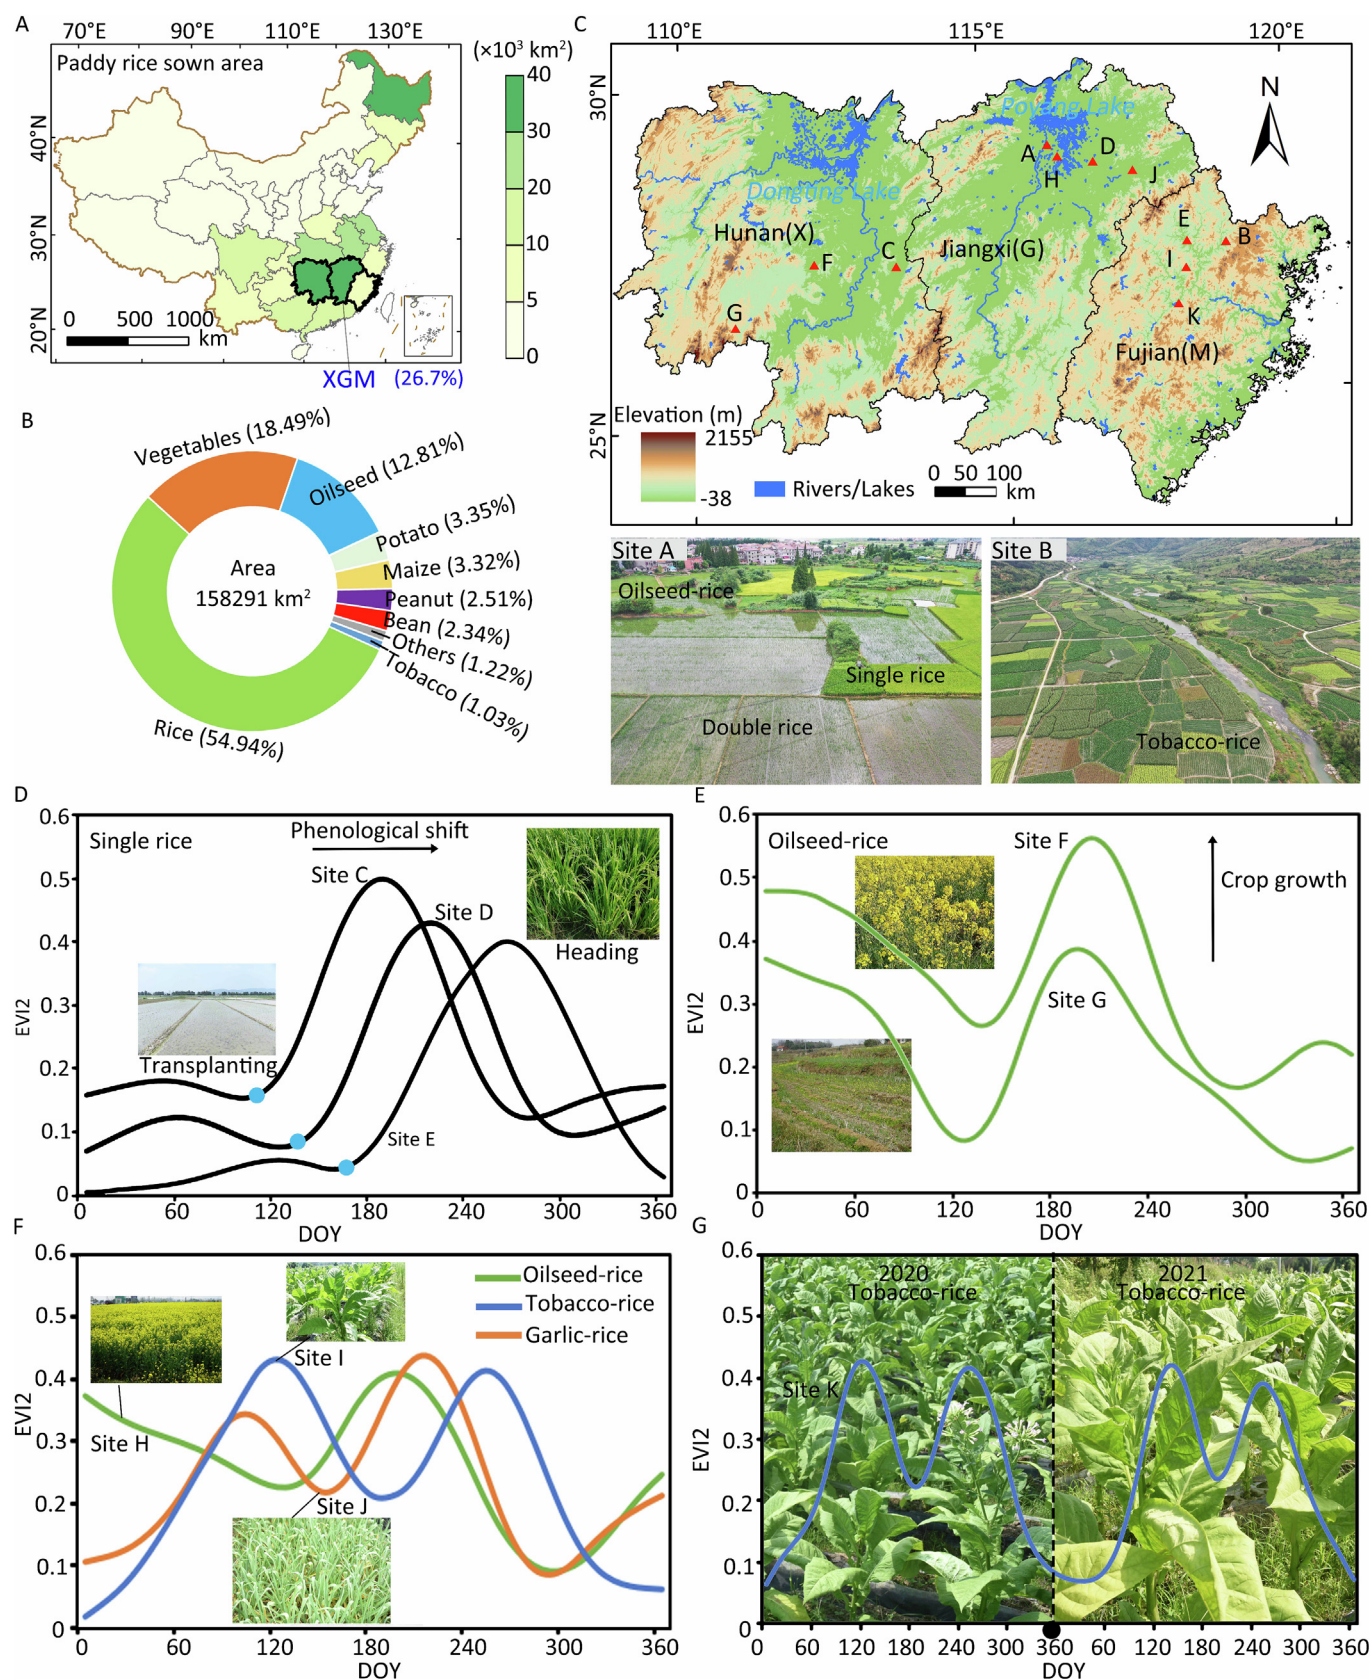 A
70°E 90°E 110°E 130°E
(×10³ km²)
Paddy rice sown area
40
30
20
10
5
0
40°N
30°N
20°N
0 500 1000
km
XGM (26.7%)
B
Vegetables (18.49%)
Oilseed (12.81%)
Potato (3.35%)
Maize (3.32%)
Peanut (2.51%)
Bean (2.34%)
Others (1.22%)
Tobacco (1.03%)
Rice (54.94%)
Area
158291 km²
C
110°E 115°E 120°E
30°N
25°N
N
Poyang Lake
Dongting Lake
A
H
D
J
E
B
I
K
F
C
G
Hunan(X)
Jiangxi(G)
Fujian(M)
Elevation (m)
2155
-38
Rivers/Lakes
0 50 100
km
Site A
Oilseed-rice
Single rice
Double rice
Site B
Tobacco-rice
D
0.6
0.5
0.4
0.3
0.2
0.1
0
EVI2
Single rice
Phenological shift
Site C
Site D
Heading
Transplanting
Site E
0 60 120 180 240 300 360
DOY
E
0.6
0.5
0.4
0.3
0.2
0.1
0
EVI2
Oilseed-rice
Site F
Crop growth
Site G
0 60 120 180 240 300 360
DOY
F
0.6
0.5
0.4
0.3
0.2
0.1
0
EVI2
Oilseed-rice
Tobacco-rice
Garlic-rice
Site I
Site H
Site J
0 60 120 180 240 300 360
DOY
G
0.6
0.5
0.4
0.3
0.2
0.1
0
EVI2
2020
Tobacco-rice
2021
Tobacco-rice
Site K
0 60 120 180 240 300 360 60 120 180 240 300 360
DOY